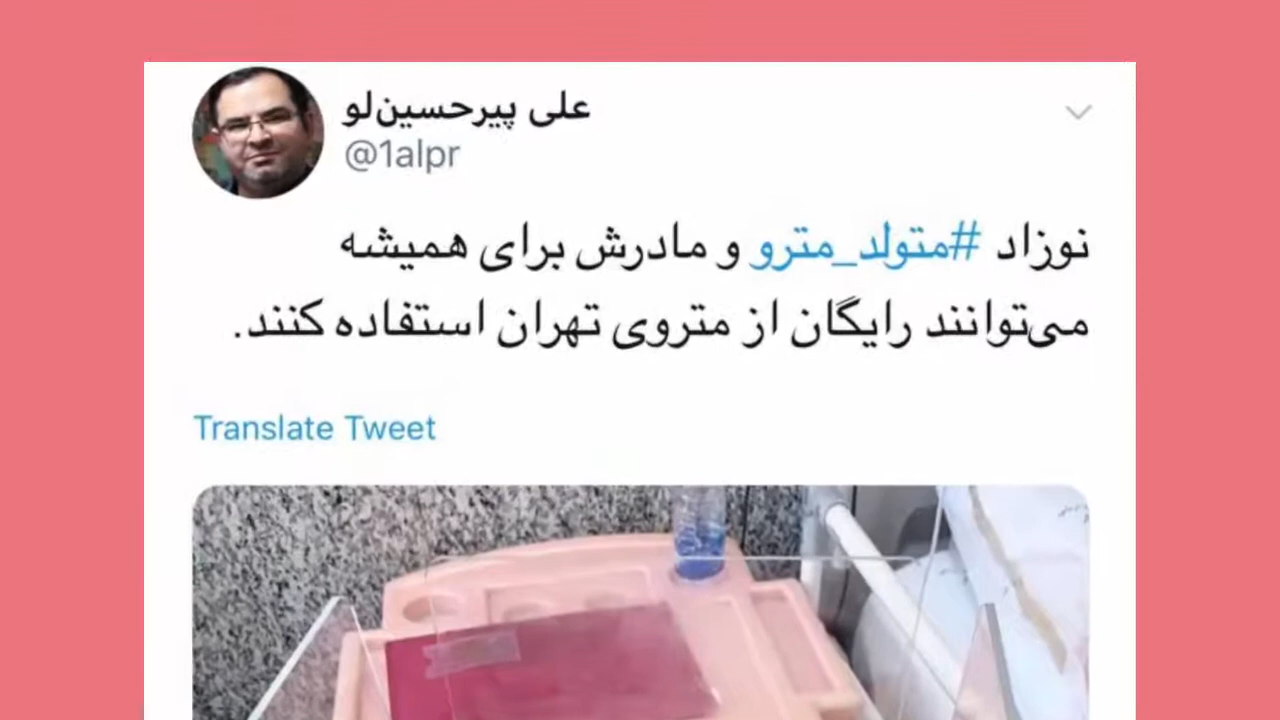 علی پیرحسین‌لو
@1alpr
نوزاد #متولد_مترو و مادرش برای همیشه
می‌توانند رایگان از متروی تهران استفاده کنند.
Translate Tweet